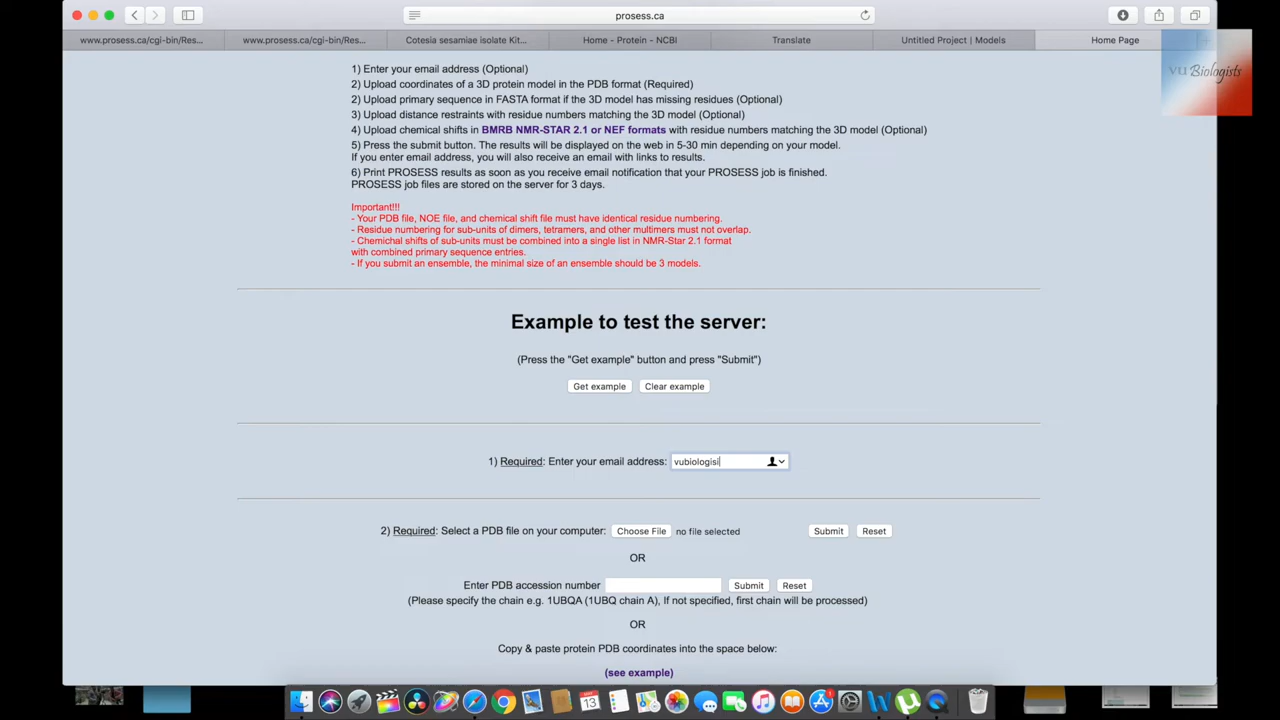 prosess.ca
www.prosess.ca/cgi-bin/Res...
www.prosess.ca/cgi-bin/Res...
Cotesia sesamiae isolate Kit...
Home - Protein - NCBI
Translate
Untitled Project | Models
Home Page
vu Biologists
1) Enter your email address (Optional)
2) Upload coordinates of a 3D protein model in the PDB format (Required)
2) Upload primary sequence in FASTA format if the 3D model has missing residues (Optional)
3) Upload distance restraints with residue numbers matching the 3D model (Optional)
4) Upload chemical shifts in BMRB NMR-STAR 2.1 or NEF formats with residue numbers matching the 3D model (Optional)
5) Press the submit button. The results will be displayed on the web in 5-30 min depending on your model.
If you enter email address, you will also receive an email with links to results.
6) Print PROSESS results as soon as you receive email notification that your PROSESS job is finished.
PROSESS job files are stored on the server for 3 days.
Important!!!
- Your PDB file, NOE file, and chemical shift file must have identical residue numbering.
- Residue numbering for sub-units of dimers, tetramers, and other multimers must not overlap.
- Chemichal shifts of sub-units must be combined into a single list in NMR-Star 2.1 format
with combined primary sequence entries.
- If you submit an ensemble, the minimal size of an ensemble should be 3 models.
Example to test the server:
(Press the "Get example" button and press "Submit")
Get example Clear example
1) Required: Enter your email address: vubiologisi
2) Required: Select a PDB file on your computer: Choose File no file selected Submit Reset
OR
Enter PDB accession number Submit Reset
(Please specify the chain e.g. 1UBQA (1UBQ chain A), If not specified, first chain will be processed)
OR
Copy & paste protein PDB coordinates into the space below:
(see example)
13